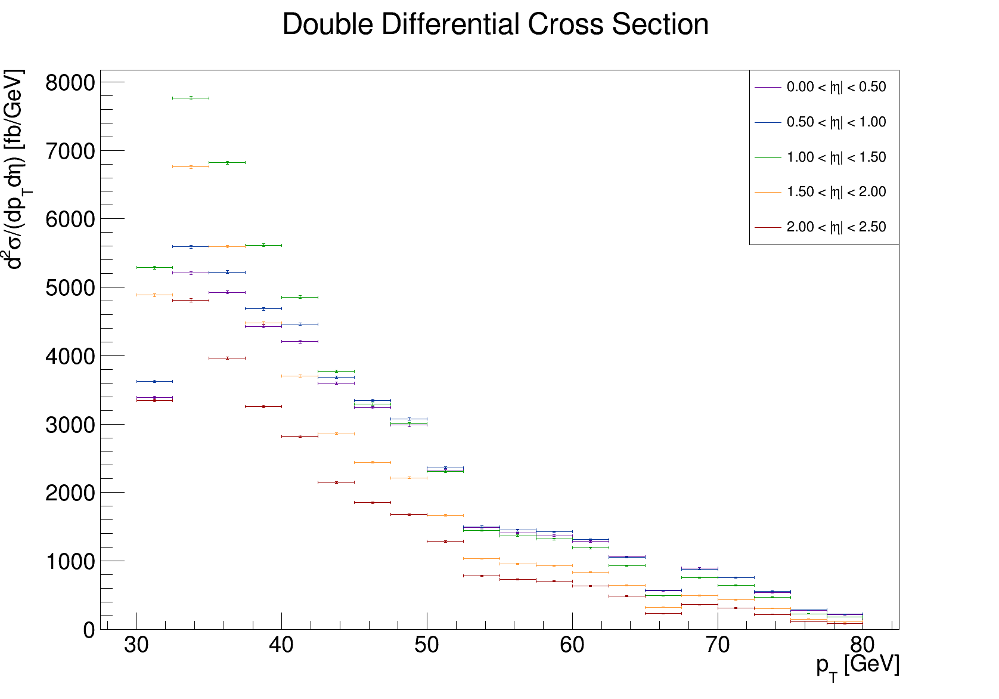 Double Differential Cross Section
d²σ/(dp_T dη) [fb/GeV]
8000
7000
6000
5000
4000
3000
2000
1000
0
0.00 < |η| < 0.50
0.50 < |η| < 1.00
1.00 < |η| < 1.50
1.50 < |η| < 2.00
2.00 < |η| < 2.50
30 40 50 60 70 80
p_T [GeV]